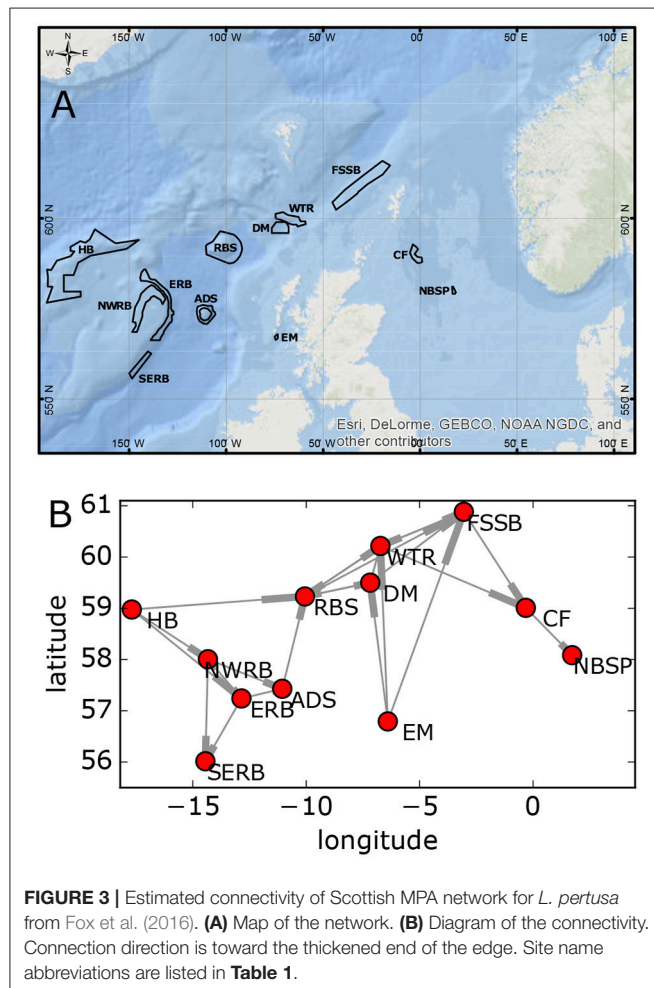 150 W
100 W
50 W
00
50 E
100 E
N
W
E
S
A
FSSB
WTR
DM
600 N
600 N
HB
RBS
CF
ERB
NBSP
NWRB
ADS
EM
SERB
550 N
550 N
Esri, DeLorme, GEBCO, NOAA NGDC, and
other contributors
150 W
100 W
50 W
00
50 E
100 E
B
61
60
59
58
57
56
latitude
FSSB
WTR
DM
RBS
CF
HB
NWRB
NBSP
ERB
ADS
EM
SERB
−15
−10
−5
0
longitude
FIGURE 3 | Estimated connectivity of Scottish MPA network for L. pertusa
from Fox et al. (2016). (A) Map of the network. (B) Diagram of the connectivity.
Connection direction is toward the thickened end of the edge. Site name
abbreviations are listed in Table 1.